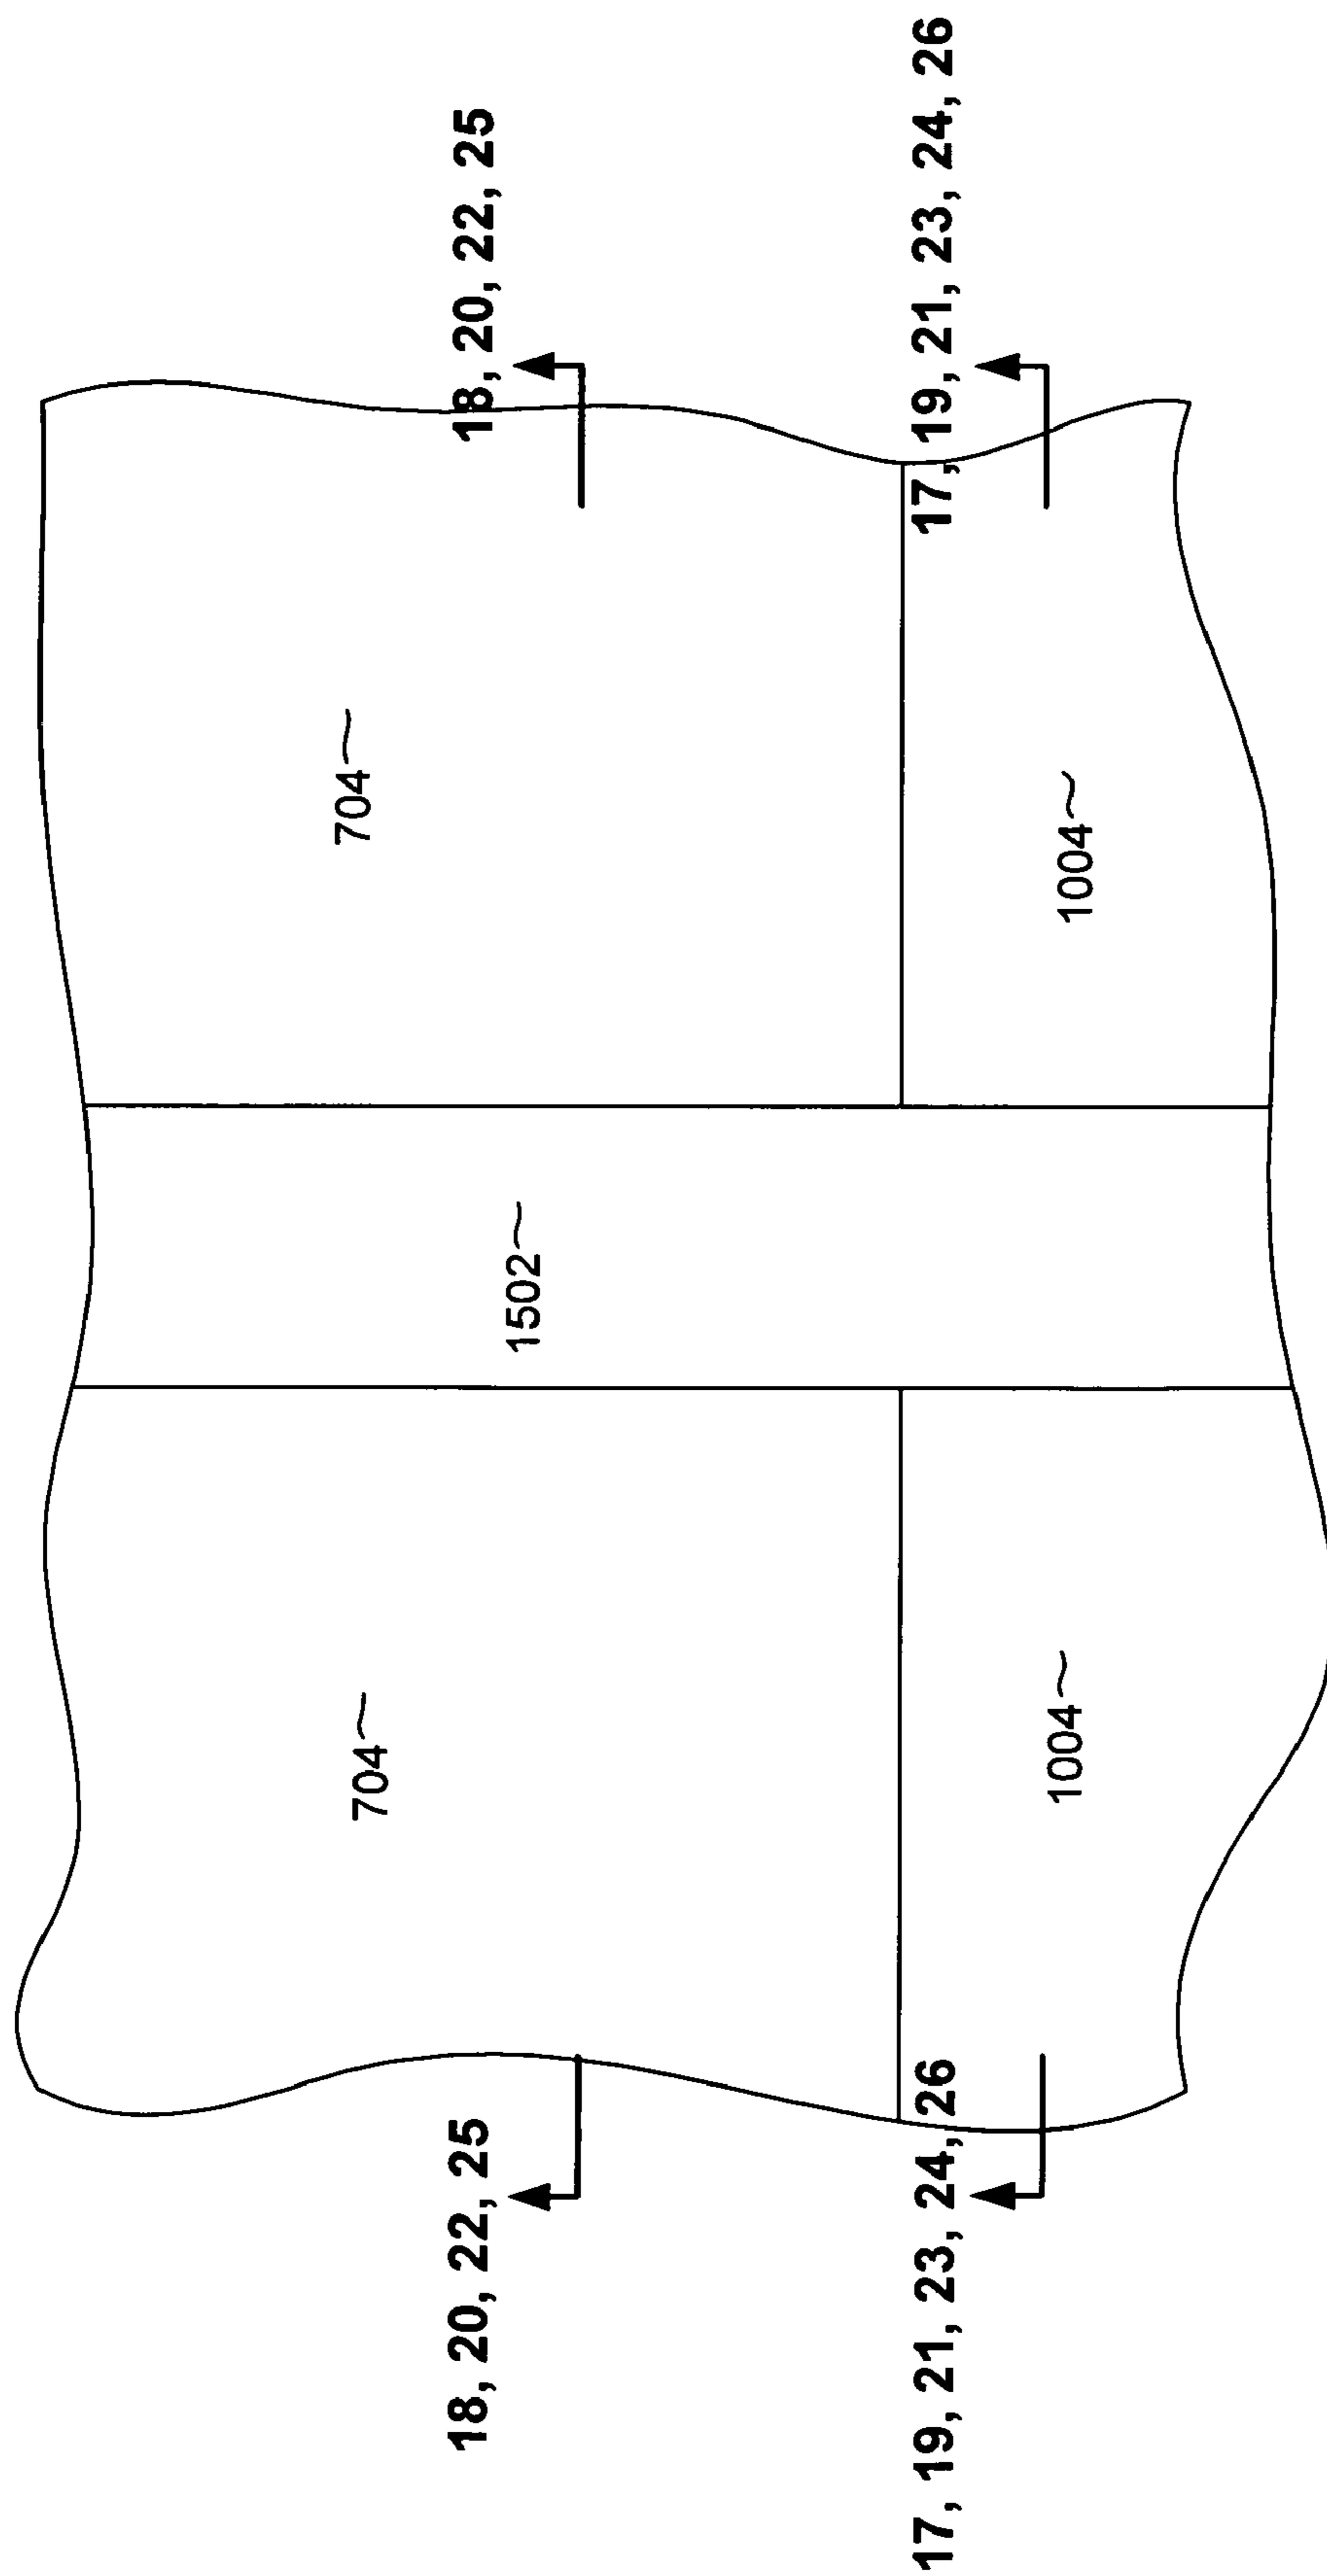 704
704
18, 20, 22, 25
18, 20, 22, 25
1502
17, 19, 21, 23, 24, 26
17, 19, 21, 23, 24, 26
1004
1004